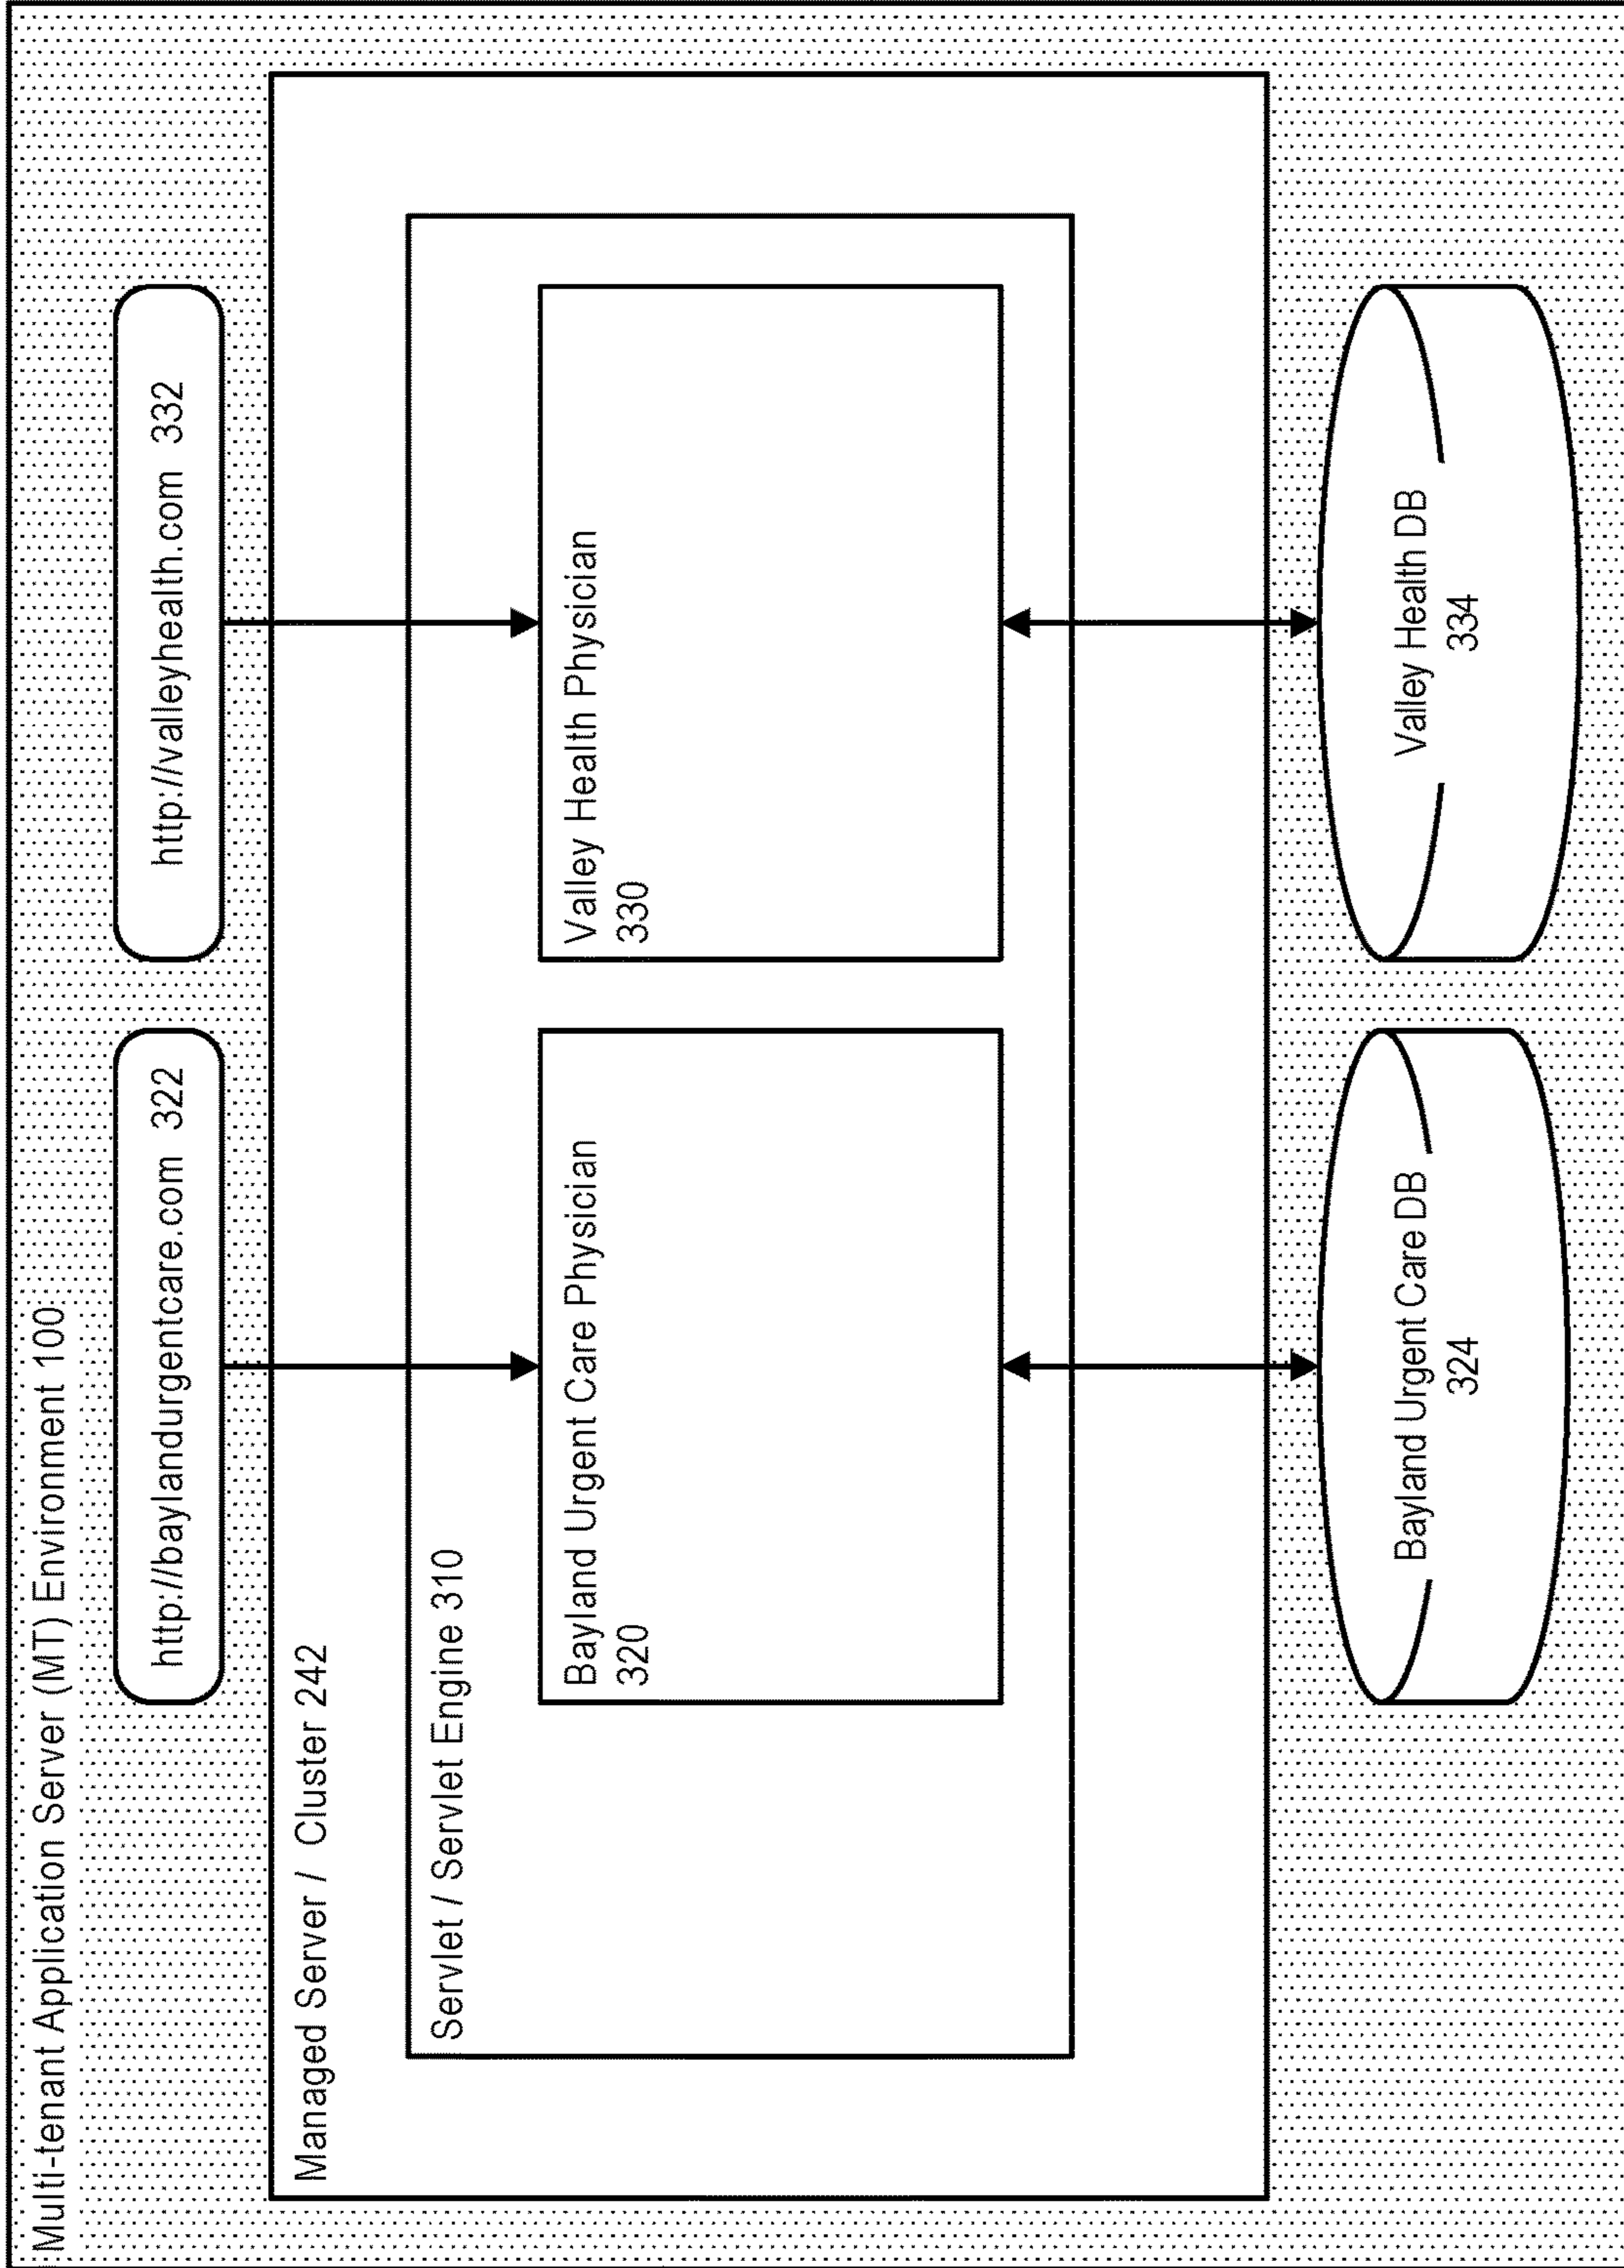 Multi-tenant Application Server (MT) Environment 100
http://baylandurgentcare.com 322
http://valleyhealth.com 332
Managed Server / Cluster 242
Servlet / Servlet Engine 310
Bayland Urgent Care Physician
320
Valley Health Physician
330
Bayland Urgent Care DB
324
Valley Health DB
334